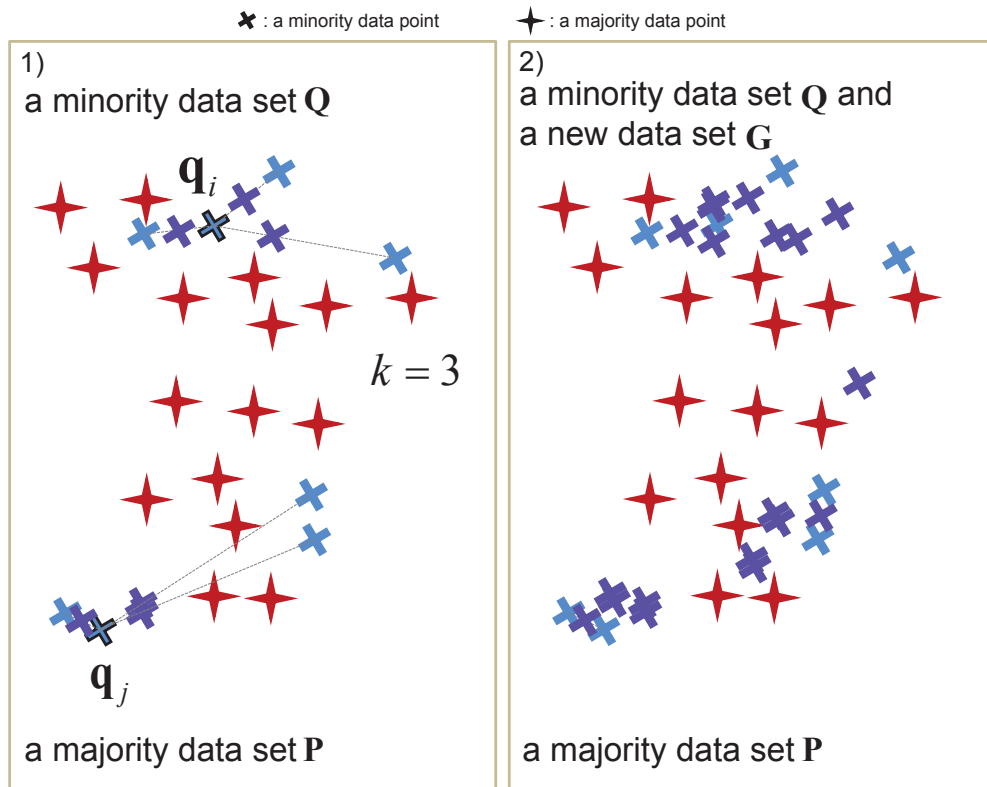 : a minority data point
: a majority data point
1)
a minority data set Q
q_i
k = 3
q_j
a majority data set P
2)
a minority data set Q and
a new data set G
a majority data set P